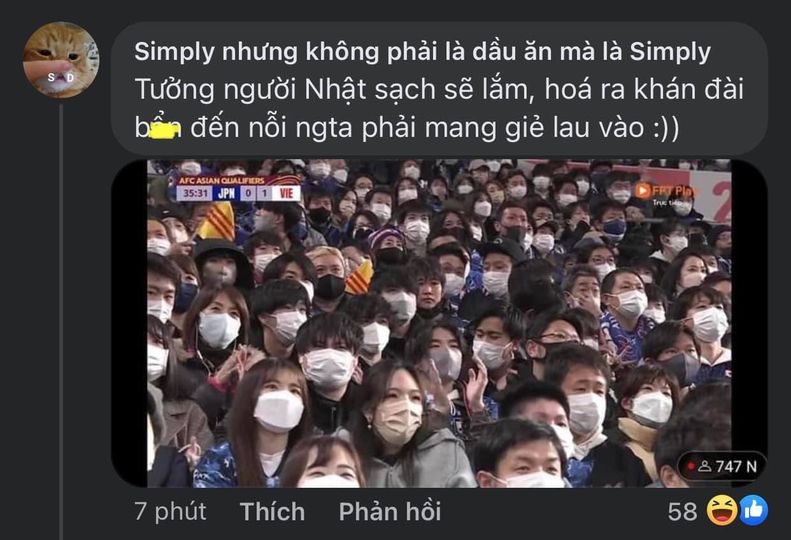 S D
Simply nhưng không phải là dầu ăn mà là Simply
Tưởng người Nhật sạch sẽ lắm, hoá ra khán đài
đến nỗi ngta phải mang giẻ lau vào :))
AFC ASIAN QUALIFIERS
35:31 JPN 0 1 VIE
FPT Play
Trực tiếp
2
747 N
7 phút Thích Phản hồi
58